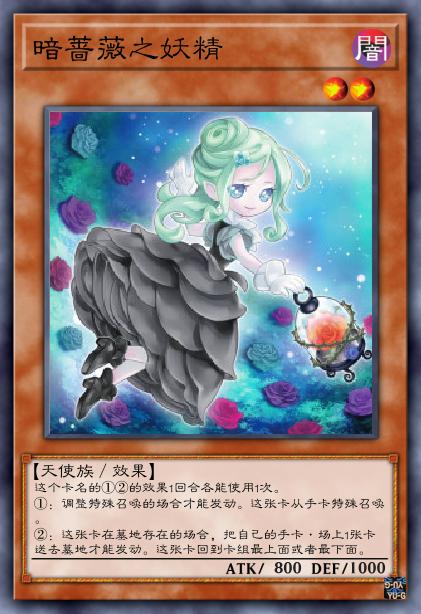 暗蔷薇之妖精
闇
【天使族／效果】
这个卡名的①②的效果1回合各能使用1次。
①：调整特殊召唤的场合才能发动。这张卡从手卡特殊召唤
。
②：这张卡在墓地存在的场合，把自己的手卡·场上1张卡
送去墓地才能发动。这张卡回到卡组最上面或者最下面。
ATK/ 800 DEF/1000